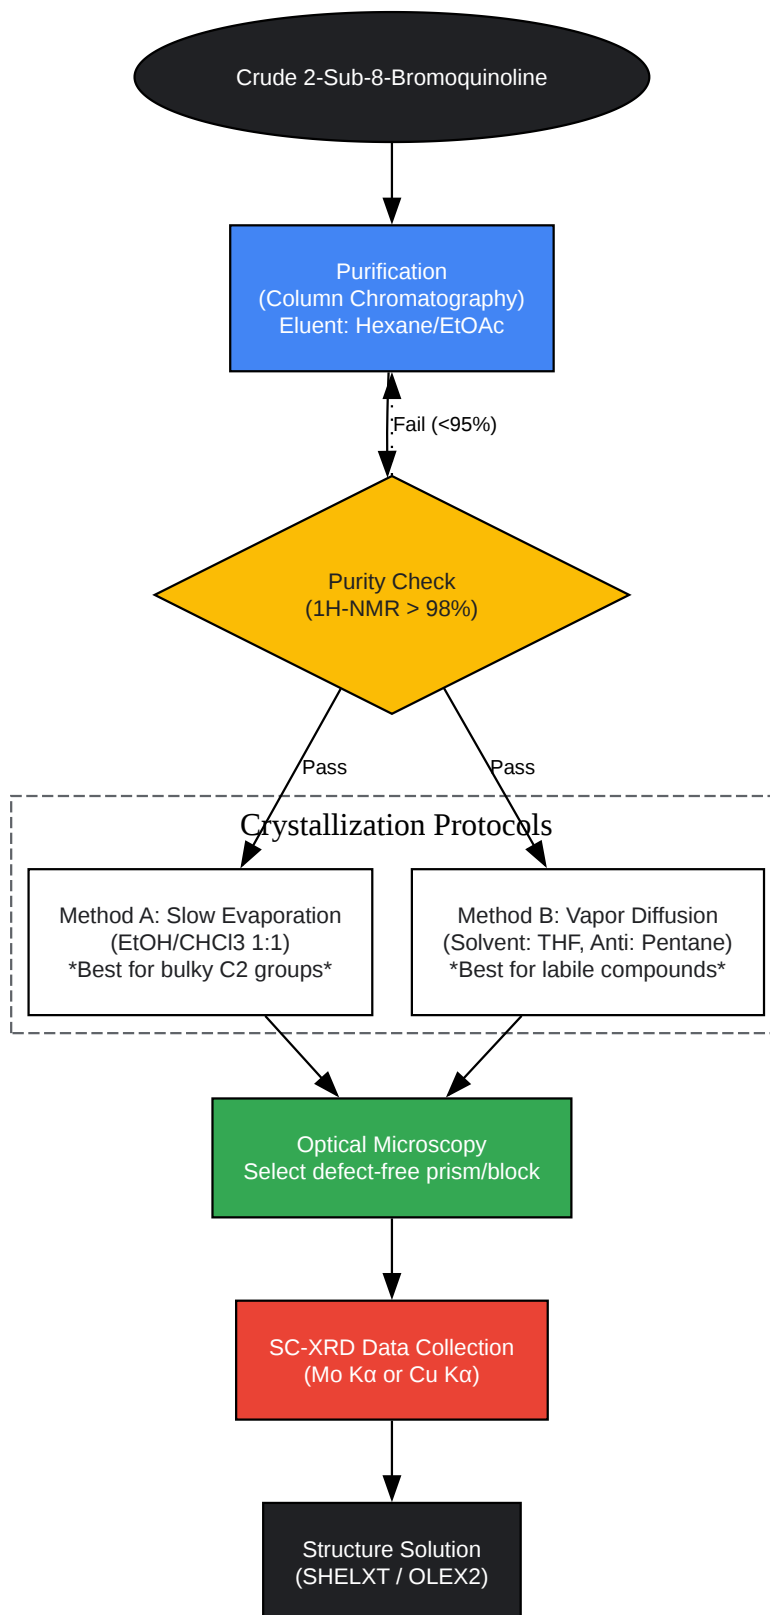 Crude 2-Sub-8-Bromoquinoline
Purification
(Column Chromatography)
Eluent: Hexane/EtOAc
Fail (<95%)
Purity Check
(1H-NMR > 98%)
Pass
Pass
Crystallization Protocols
Method A: Slow Evaporation
(EtOH/CHCl3 1:1)
*Best for bulky C2 groups*
Method B: Vapor Diffusion
(Solvent: THF, Anti: Pentane)
*Best for labile compounds*
Optical Microscopy
Select defect-free prism/block
SC-XRD Data Collection
(Mo Kα or Cu Kα)
Structure Solution
(SHELXT / OLEX2)